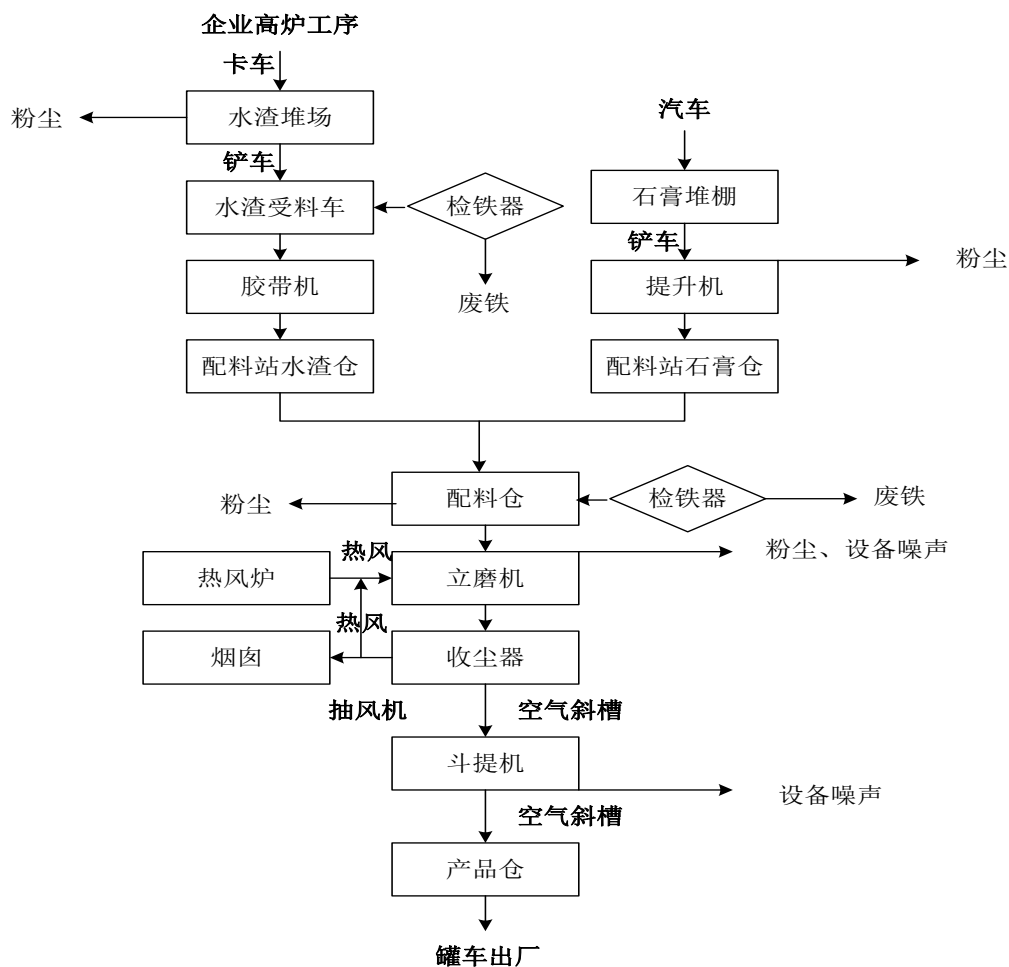 企业高炉工序
卡车
粉尘
水渣堆场
汽车
铲车
水渣受料车
检铁器
石膏堆棚
铲车
粉尘
胶带机
废铁
提升机
配料站水渣仓
配料站石膏仓
粉尘
配料仓
检铁器
废铁
热风
粉尘、设备噪声
热风炉
立磨机
热风
烟囱
收尘器
抽风机
空气斜槽
斗提机
设备噪声
空气斜槽
产品仓
罐车出厂